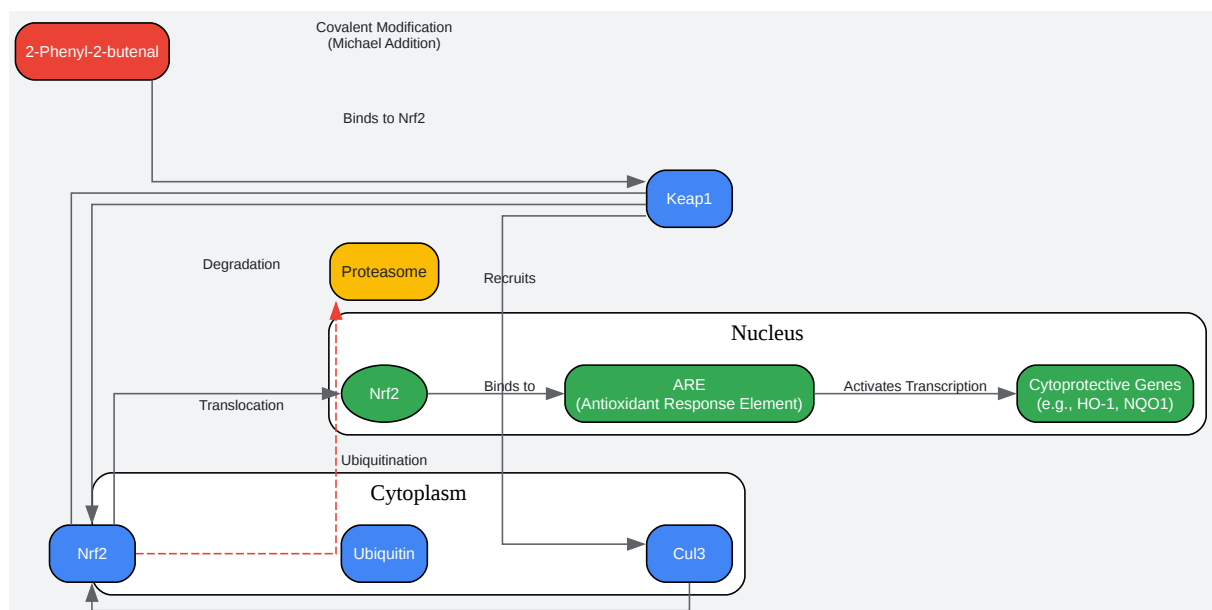 Covalent Modification
(Michael Addition)
2-Phenyl-2-butenal
Binds to Nrf2
Keap1
Degradation
Proteasome
Recruits
Nucleus
Nrf2
Binds to
ARE
(Antioxidant Response Element)
Activates Transcription
Cytoprotective Genes
(e.g., HO-1, NQO1)
Translocation
Ubiquitination
Cytoplasm
Nrf2
Ubiquitin
Cul3